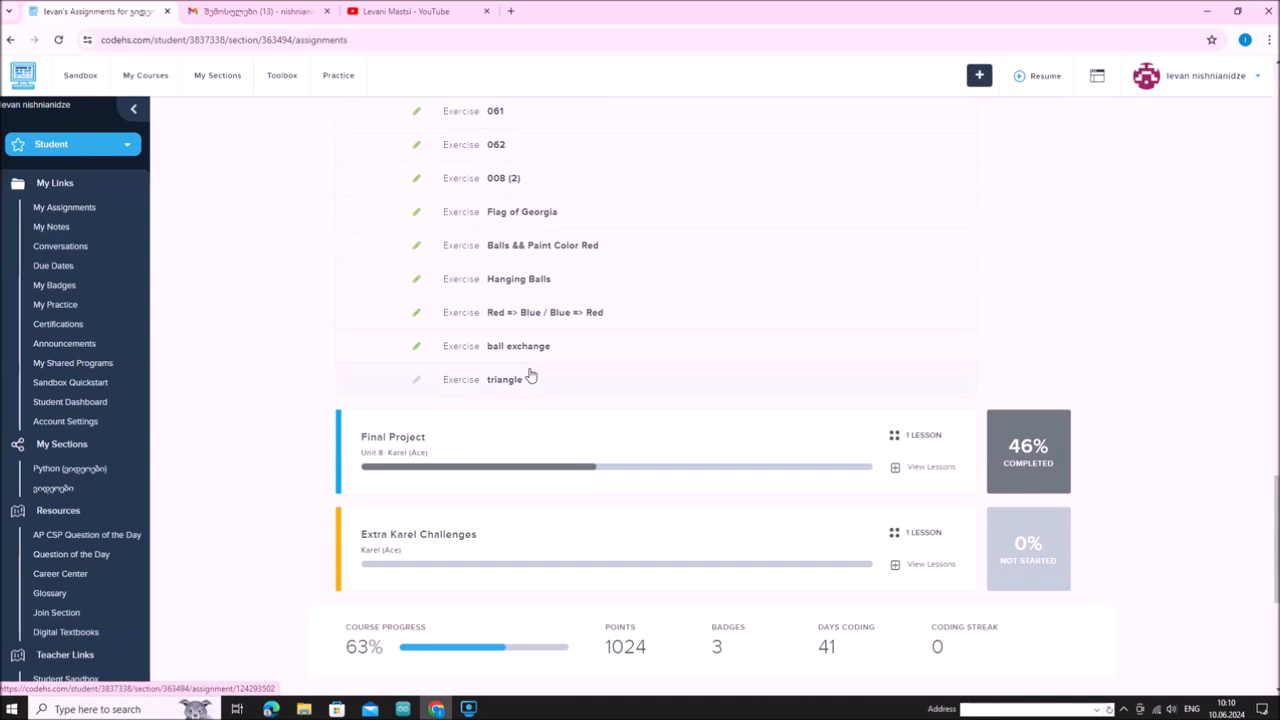 levan's Assignments for ვიდეო
შემოსულები (13) - nishniani
Levani Mastsi - YouTube
codehs.com/student/3837338/section/363494/assignments
Sandbox
My Courses
My Sections
Toolbox
Practice
+
Resume
levan nishnianidze
levan nishnianidze
Student
My Links
My Assignments
My Notes
Conversations
Due Dates
My Badges
My Practice
Certifications
Announcements
My Shared Programs
Sandbox Quickstart
Student Dashboard
Account Settings
My Sections
Python (ვიდეოები)
ვიდეოები
Resources
AP CSP Question of the Day
Question of the Day
Career Center
Glossary
Join Section
Digital Textbooks
Teacher Links
Student Sandbox
Exercise 061
Exercise 062
Exercise 008 (2)
Exercise Flag of Georgia
Exercise Balls && Paint Color Red
Exercise Hanging Balls
Exercise Red => Blue / Blue => Red
Exercise ball exchange
Exercise triangle
Final Project
Unit B: Karel (Ace)
1 LESSON
View Lessons
46%
COMPLETED
Extra Karel Challenges
Karel (Ace)
1 LESSON
View Lessons
0%
NOT STARTED
COURSE PROGRESS
63%
POINTS
1024
BADGES
3
DAYS CODING
41
CODING STREAK
0
https://codehs.com/student/3837338/section/363494/assignment/124293502
Type here to search
Address
ENG
10:10
10.06.2024